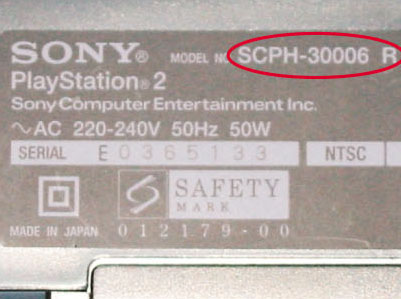 SONY® MODEL NO. SCPH-30006 R
PlayStation®2
Sony Computer Entertainment Inc.
~AC 220-240V 50Hz 50W
SERIAL E0365133 NTSC
SAFETY
MARK
MADE IN JAPAN 012179-00